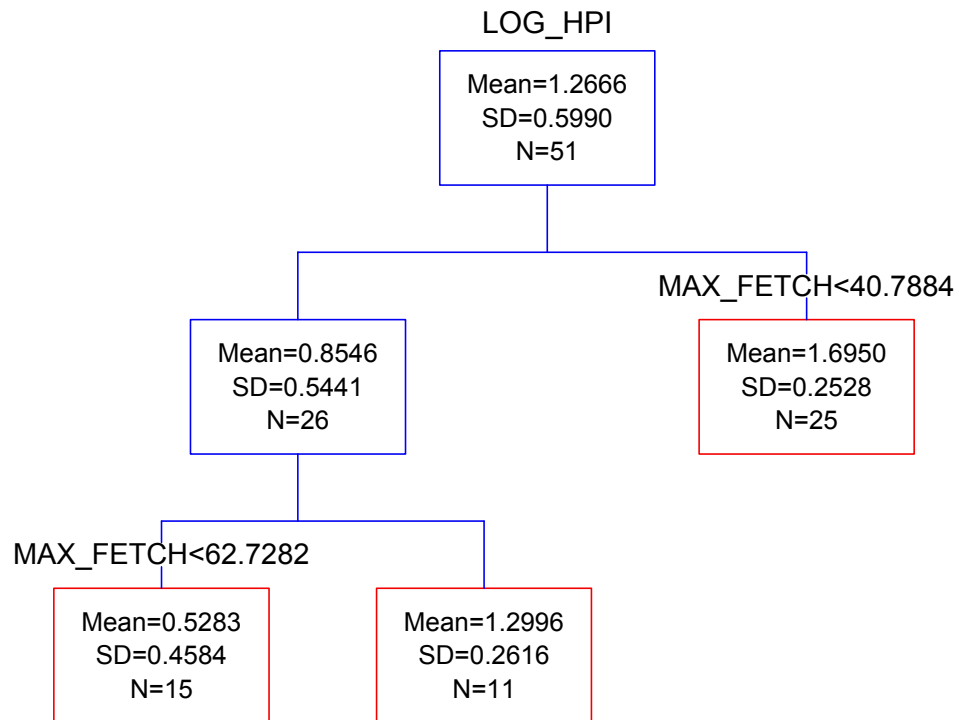 LOG_HPI
Mean=1.2666
SD=0.5990
N=51
MAX_FETCH<40.7884
Mean=0.8546
SD=0.5441
N=26
Mean=1.6950
SD=0.2528
N=25
MAX_FETCH<62.7282
Mean=0.5283
SD=0.4584
N=15
Mean=1.2996
SD=0.2616
N=11